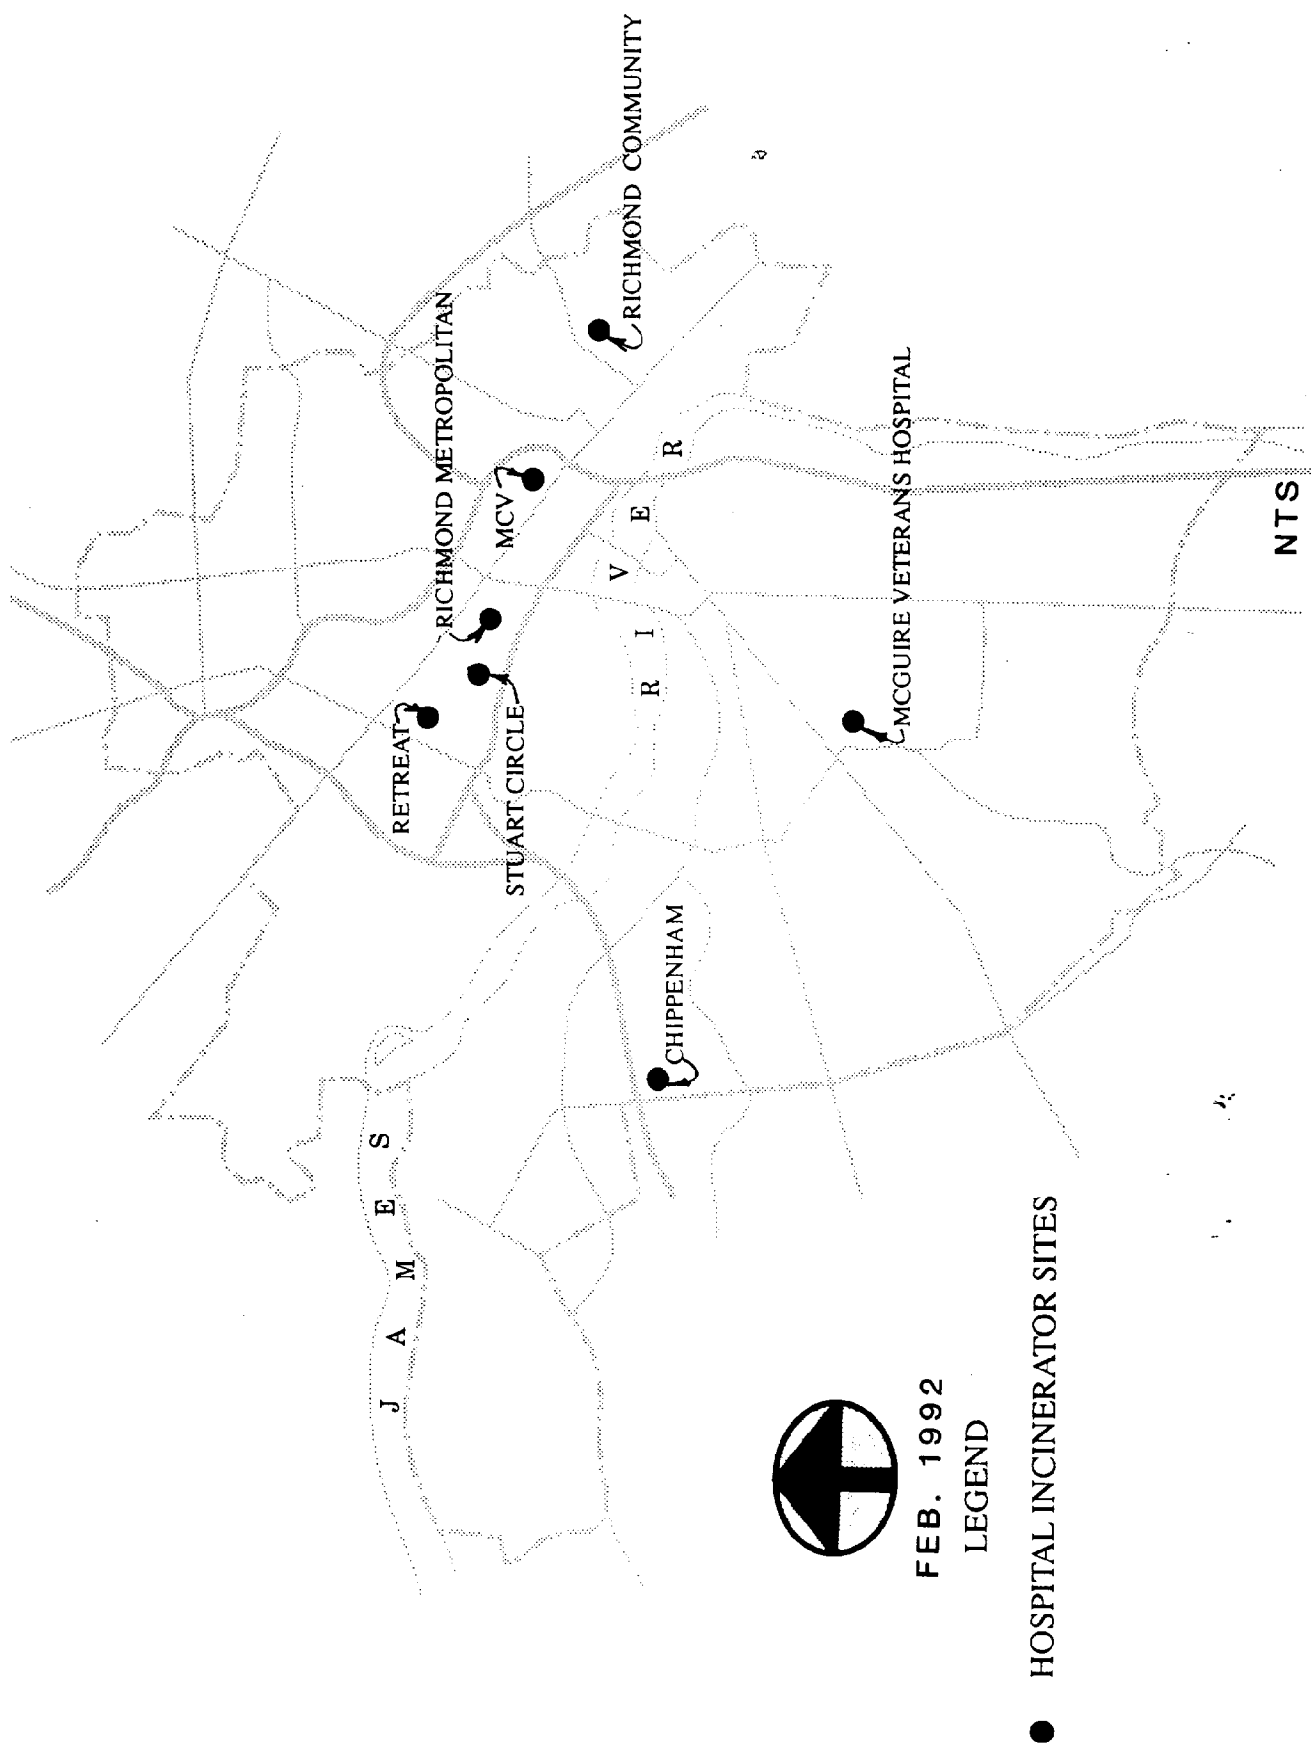 RICHMOND METROPOLITAN
RETREAT
MCV
STUART CIRCLE
RICHMOND COMMUNITY
J A M E S
R I V E R
CHIPPENHAM
MCGUIRE VETERANS HOSPITAL
FEB. 1992
LEGEND
HOSPITAL INCINERATOR SITES
NTS